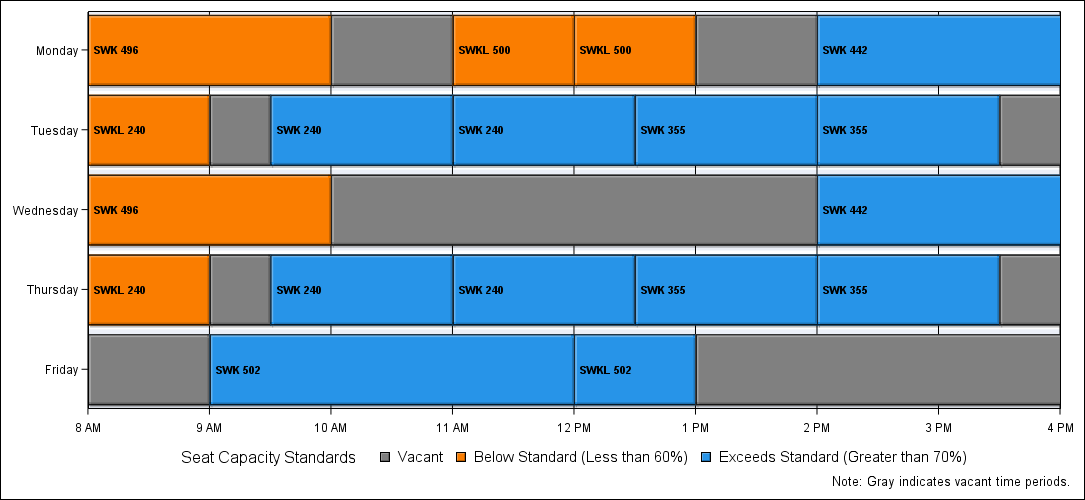 Monday
SWK 496
SWKL 500
SWKL 500
SWK 442
Tuesday
SWKL 240
SWK 240
SWK 240
SWK 355
SWK 355
Wednesday
SWK 496
SWK 442
Thursday
SWKL 240
SWK 240
SWK 240
SWK 355
SWK 355
Friday
SWK 502
SWKL 502
8 AM 9 AM 10 AM 11 AM 12 PM 1 PM 2 PM 3 PM 4 PM
Seat Capacity Standards Vacant Below Standard (Less than 60%) Exceeds Standard (Greater than 70%)
Note: Gray indicates vacant time periods.